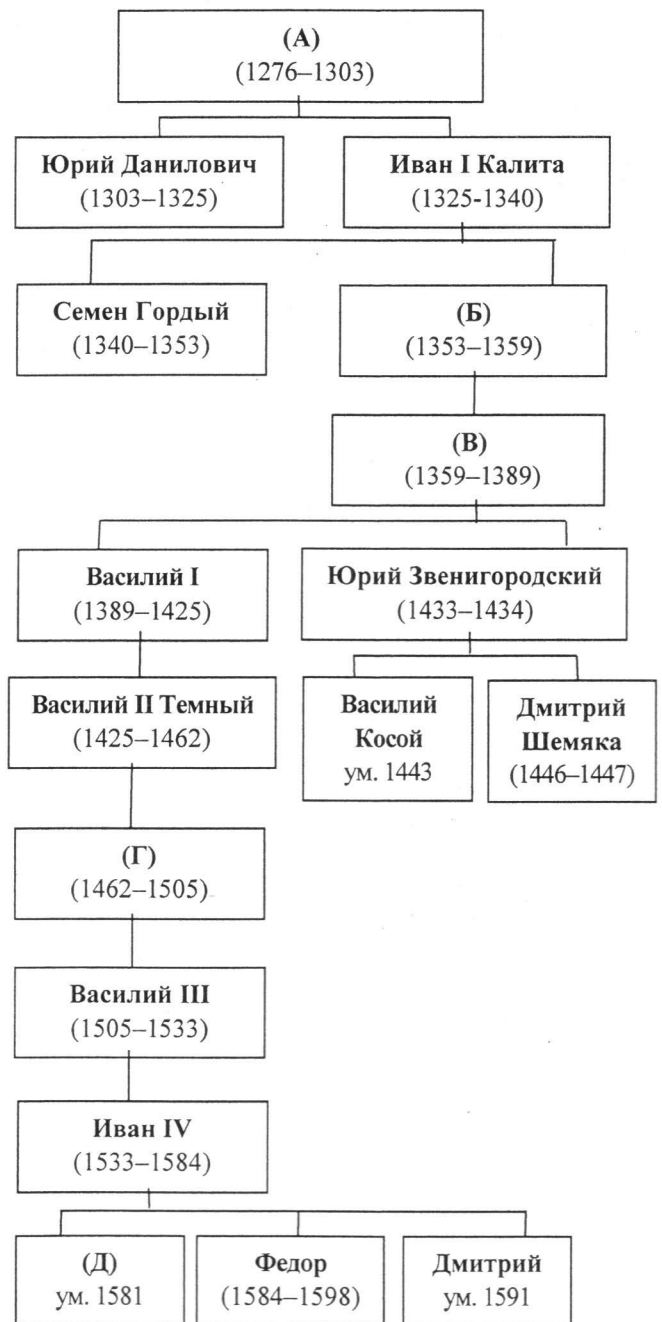 (А)
(1276–1303)
Юрий Данилович
(1303–1325)
Иван I Калита
(1325-1340)
Семен Гордый
(1340–1353)
(Б)
(1353–1359)
(В)
(1359–1389)
Василий I
(1389–1425)
Юрий Звенигородский
(1433–1434)
Василий II Темный
(1425–1462)
Василий
Косой
ум. 1443
Дмитрий
Шемяка
(1446–1447)
(Г)
(1462–1505)
Василий III
(1505–1533)
Иван IV
(1533–1584)
(Д)
ум. 1581
Федор
(1584–1598)
Дмитрий
ум. 1591